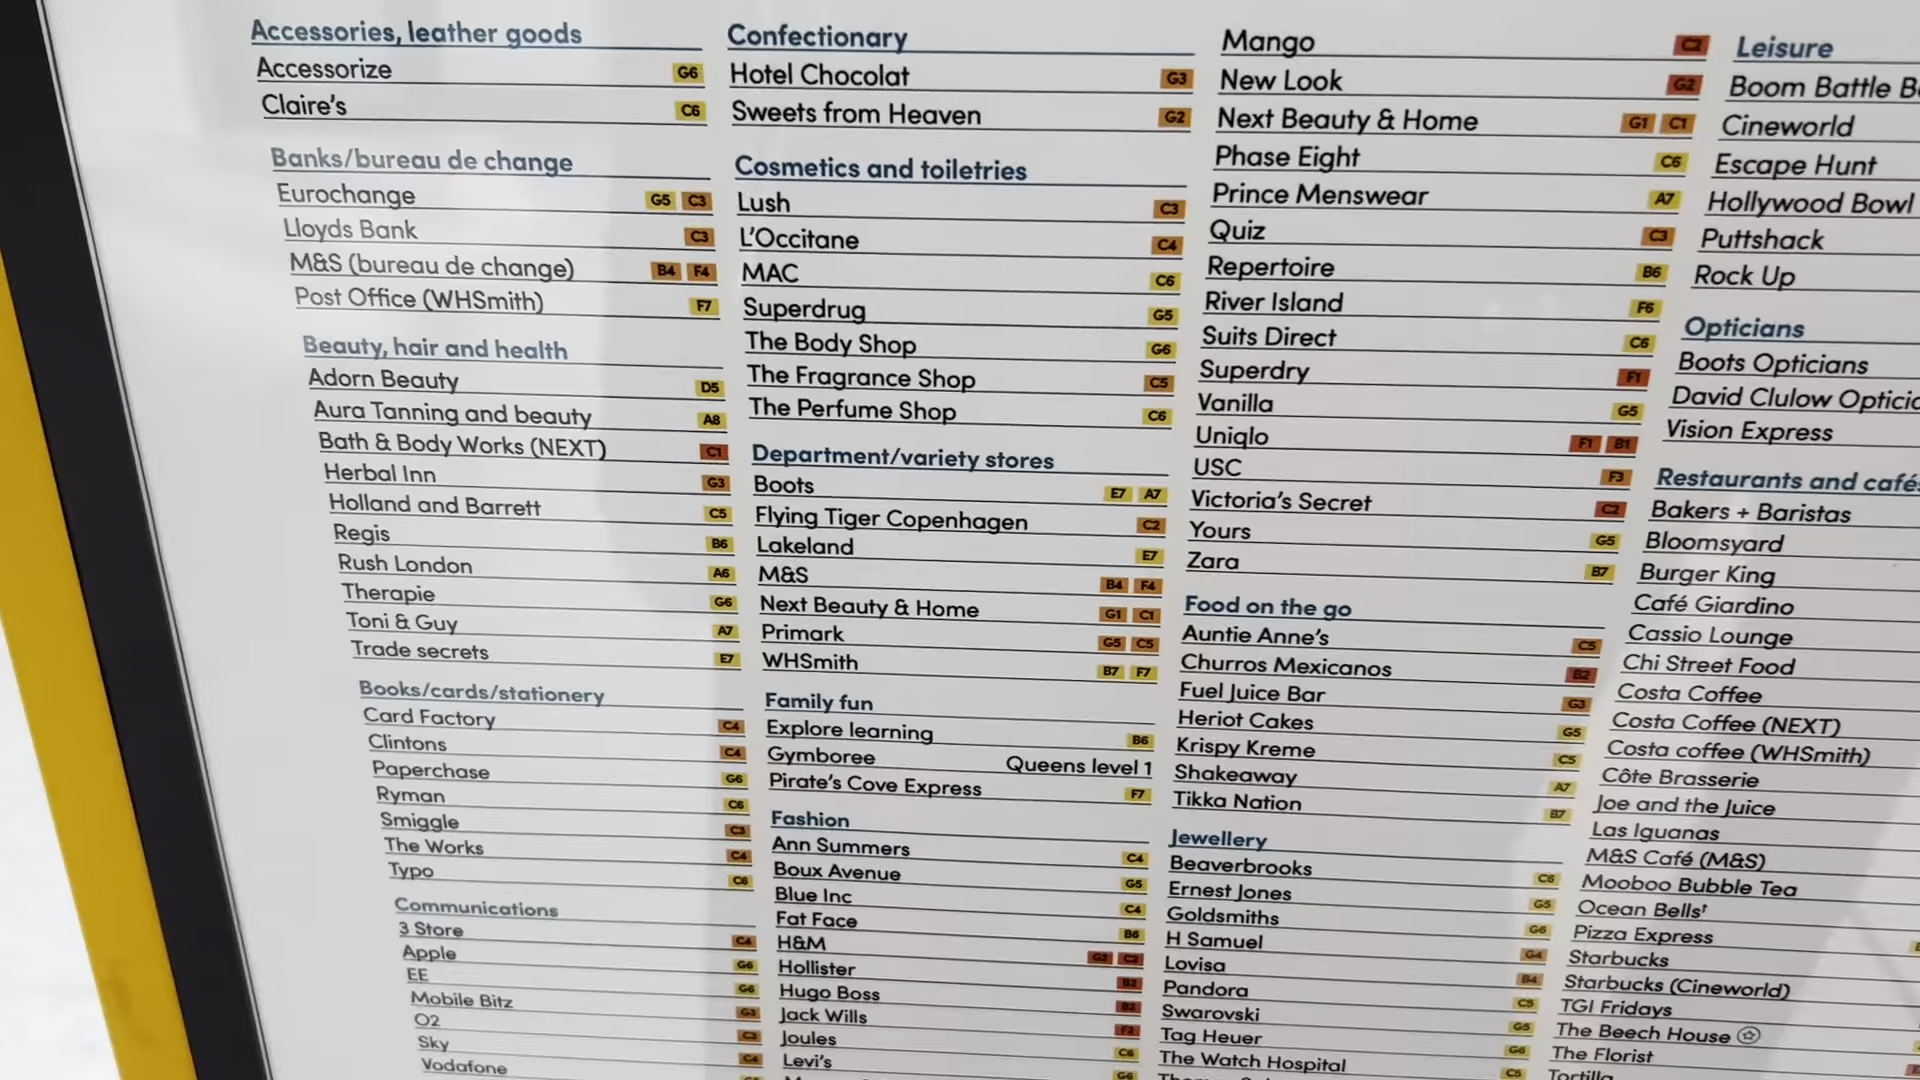 Accessories, leather goods
Accessorize G6
Claire's C6
Banks/bureau de change
Eurochange G5 C3
Lloyds Bank C3
M&S (bureau de change) B4 F4
Post Office (WHSmith) F7
Beauty, hair and health
Adorn Beauty D5
Aura Tanning and beauty A8
Bath & Body Works (NEXT) C1
Herbal Inn G3
Holland and Barrett C5
Regis B6
Rush London A6
Therapie G6
Toni & Guy A7
Trade secrets E7
Books/cards/stationery
Card Factory C4
Clintons C4
Paperchase G6
Ryman C6
Smiggle C3
The Works C4
Typo C6
Communications
3 Store C4
Apple G6
EE G6
Mobile Bitz G3
O2 C3
Sky C4
Vodafone
Confectionary
Hotel Chocolat G3
Sweets from Heaven G2
Cosmetics and toiletries
Lush C3
L'Occitane C4
MAC C6
Superdrug G5
The Body Shop G6
The Fragrance Shop C5
The Perfume Shop C6
Department/variety stores
Boots E7 A7
Flying Tiger Copenhagen C2
Lakeland E7
M&S B4 F4
Next Beauty & Home G1 C1
Primark G5 C5
WHSmith B7 F7
Family fun
Explore learning B6
Gymboree Queens level 1
Pirate's Cove Express F7
Fashion
Ann Summers C4
Boux Avenue G5
Blue Inc C4
Fat Face B6
H&M G2 C2
Hollister B2
Hugo Boss B2
Jack Wills F2
Joules C6
Levi's G6
Mango C2
New Look G2
Next Beauty & Home G1 C1
Phase Eight C6
Prince Menswear A7
Quiz C3
Repertoire B6
River Island F6
Suits Direct C6
Superdry F1
Vanilla G5
Uniqlo F1 B1
USC F3
Victoria's Secret C2
Yours G5
Zara B7
Food on the go
Auntie Anne's C5
Churros Mexicanos B2
Fuel Juice Bar G3
Heriot Cakes G5
Krispy Kreme C5
Shakeaway A7
Tikka Nation B7
Jewellery
Beaverbrooks C6
Ernest Jones G5
Goldsmiths G6
H Samuel G4
Lovisa B4
Pandora C5
Swarovski G5
Tag Heuer G6
The Watch Hospital C5
Leisure
Boom Battle
Cineworld
Escape Hunt
Hollywood Bowl
Puttshack
Rock Up
Opticians
Boots Opticians
David Clulow
Vision Express
Restaurants and cafés
Bakers + Baristas
Bloomsyard
Burger King
Café Giardino
Cassio Lounge
Chi Street Food
Costa Coffee
Costa Coffee (NEXT)
Costa coffee (WHSmith)
Côte Brasserie
Joe and the Juice
Las Iguanas
M&S Café (M&S)
Mooboo Bubble Tea
Ocean Bells†
Pizza Express
Starbucks
Starbucks (Cineworld)
TGI Fridays
The Beech House
The Florist
Tortilla